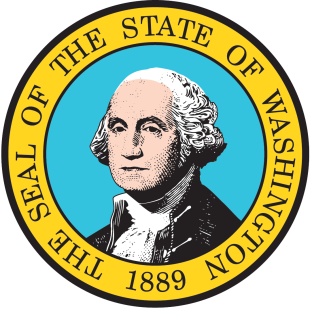 THE SEAL OF THE STATE OF WASHINGTON
1889